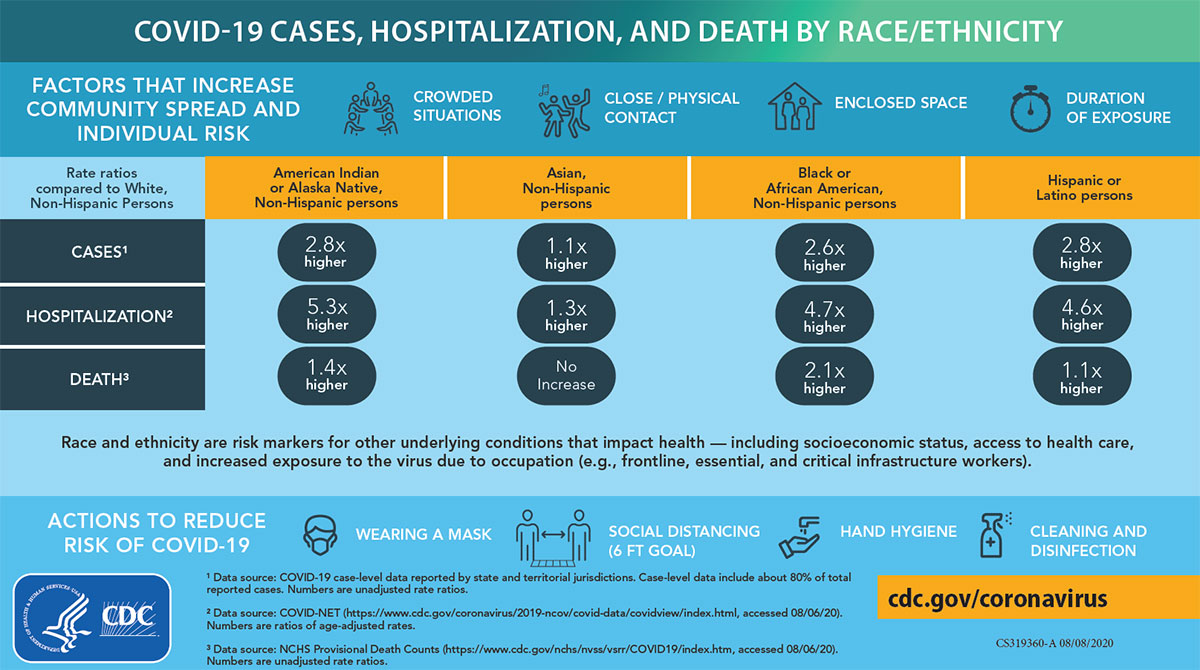 COVID-19 CASES, HOSPITALIZATION, AND DEATH BY RACE/ETHNICITY
FACTORS THAT INCREASE
COMMUNITY SPREAD AND
INDIVIDUAL RISK
CROWDED
SITUATIONS
CLOSE / PHYSICAL
CONTACT
ENCLOSED SPACE
DURATION
OF EXPOSURE
Rate ratios
compared to White,
Non-Hispanic Persons
American Indian
or Alaska Native,
Non-Hispanic persons
Asian,
Non-Hispanic
persons
Black or
African American,
Non-Hispanic persons
Hispanic or
Latino persons
CASES¹
2.8x
higher
1.1x
higher
2.6x
higher
2.8x
higher
HOSPITALIZATION²
5.3x
higher
1.3x
higher
4.7x
higher
4.6x
higher
DEATH³
1.4x
higher
No
Increase
2.1x
higher
1.1x
higher
Race and ethnicity are risk markers for other underlying conditions that impact health — including socioeconomic status, access to health care,
and increased exposure to the virus due to occupation (e.g., frontline, essential, and critical infrastructure workers).
ACTIONS TO REDUCE
RISK OF COVID-19
WEARING A MASK
SOCIAL DISTANCING
(6 FT GOAL)
HAND HYGIENE
CLEANING AND
DISINFECTION
DEPARTMENT OF HEALTH & HUMAN SERVICES USA
CDC
¹ Data source: COVID-19 case-level data reported by state and territorial jurisdictions. Case-level data include about 80% of total
reported cases. Numbers are unadjusted rate ratios.
² Data source: COVID-NET (https://www.cdc.gov/coronavirus/2019-ncov/covid-data/covidview/index.html, accessed 08/06/20).
Numbers are ratios of age-adjusted rates.
³ Data source: NCHS Provisional Death Counts (https://www.cdc.gov/nchs/nvss/vsrr/COVID19/index.htm, accessed 08/06/20).
Numbers are unadjusted rate ratios.
cdc.gov/coronavirus
CS319360-A 08/08/2020